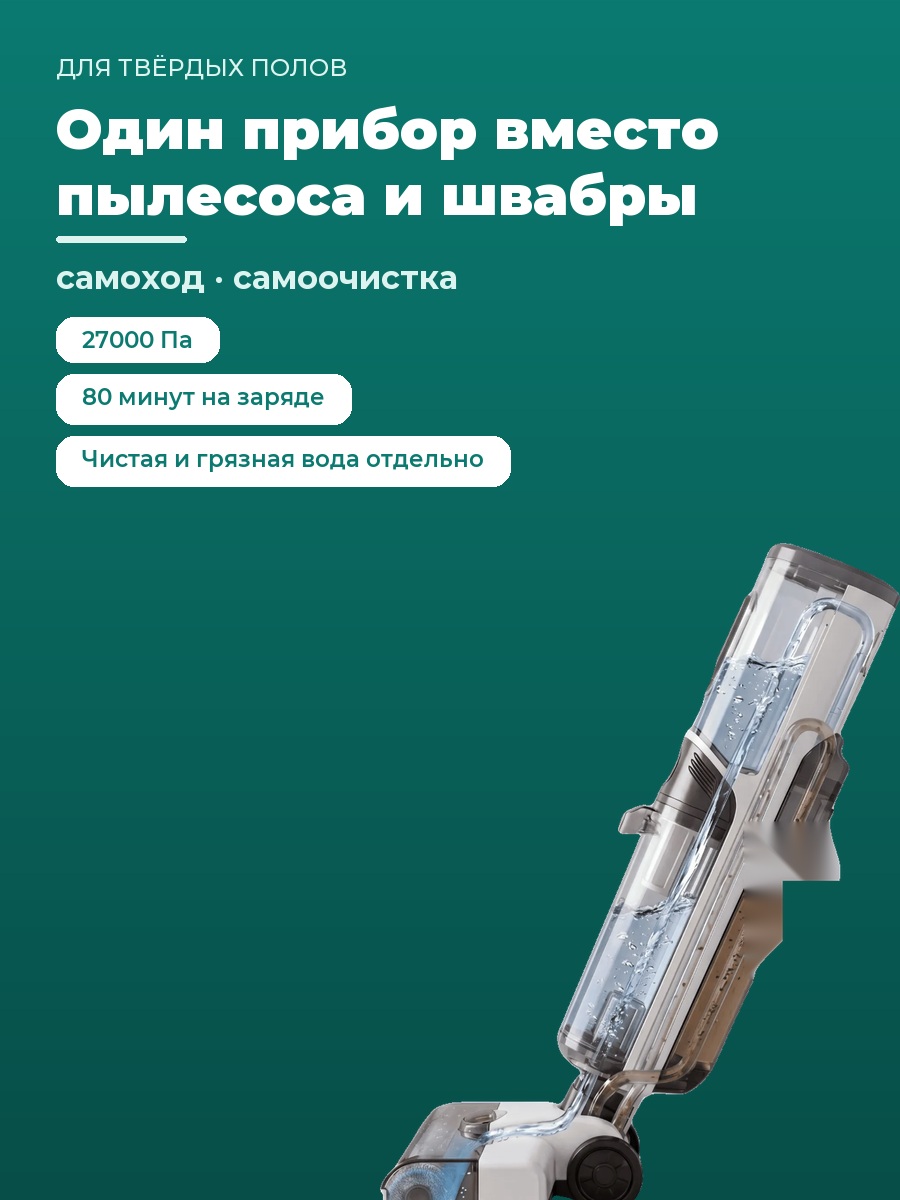 ДЛЯ ТВЁРДЫХ ПОЛОВ
Один прибор вместо
пылесоса и швабры
самоход · самоочистка
27000 Па
80 минут на заряде
Чистая и грязная вода отдельно